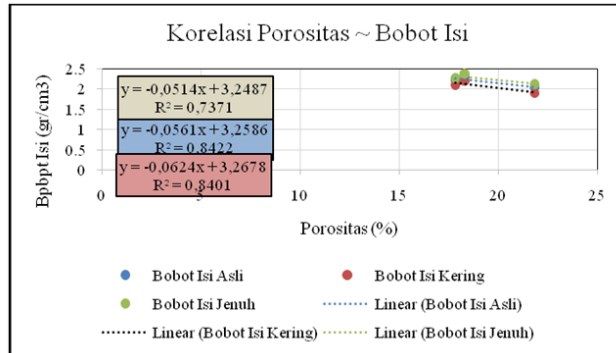 Korelasi Porositas ~ Bobot Isi
Bpbpt Isi (gr/cm3)
2.5
2
1.5
1
0.5
0
y = -0,0514x + 3,2487
R² = 0,7371
y = -0,0561x + 3,2586
R² = 0,8422
y = -0,0624x + 3,2678
R² = 0,8401
0 5 10 15 20 25
Porositas (%)
Bobot Isi Asli Bobot Isi Kering
Bobot Isi Jenuh Linear (Bobot Isi Asli)
Linear (Bobot Isi Kering) Linear (Bobot Isi Jenuh)